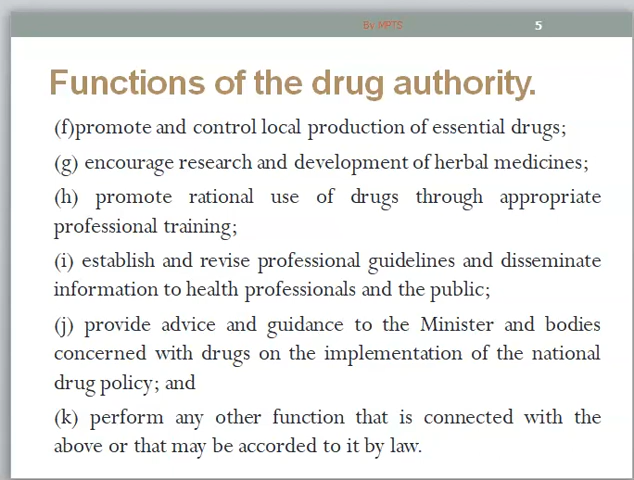 By MPTS 5
Functions of the drug authority.
(f)promote and control local production of essential drugs;
(g) encourage research and development of herbal medicines;
(h) promote rational use of drugs through appropriate
professional training;
(i) establish and revise professional guidelines and disseminate
information to health professionals and the public;
(j) provide advice and guidance to the Minister and bodies
concerned with drugs on the implementation of the national
drug policy; and
(k) perform any other function that is connected with the
above or that may be accorded to it by law.